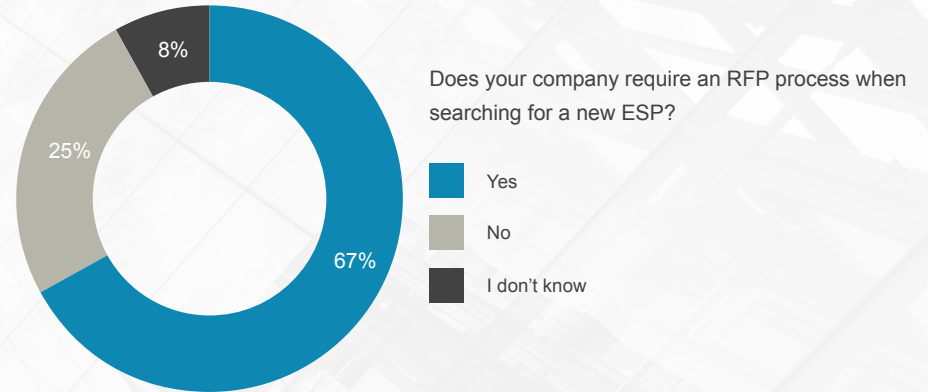 8%
25%
67%
Does your company require an RFP process when
searching for a new ESP?
Yes
No
I don’t know